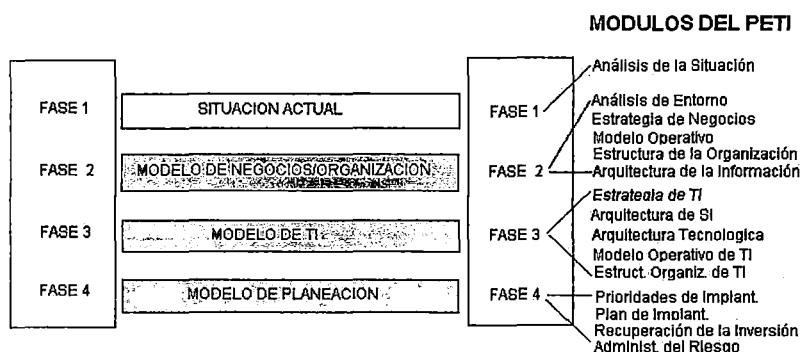 MODULOS DEL PETI
FASE 1
SITUACION ACTUAL
FASE 1
Análisis de la Situación
FASE 2
MODELO DE NEGOCIOS/ORGANIZACIÓN
FASE 2
Análisis de Entorno
Estrategia de Negocios
Modelo Operativo
Estructura de la Organización
Arquitectura de la Información
FASE 3
MODELO DE TI
FASE 3
Estrategia de TI
Arquitectura de SI
Arquitectura Tecnologica
Modelo Operativo de TI
Estruct. Organiz. de TI
FASE 4
MODELO DE PLANEACION
FASE 4
Prioridades de Implant.
Plan de Implant.
Recuperación de la Inversión
Administ. del Riesgo